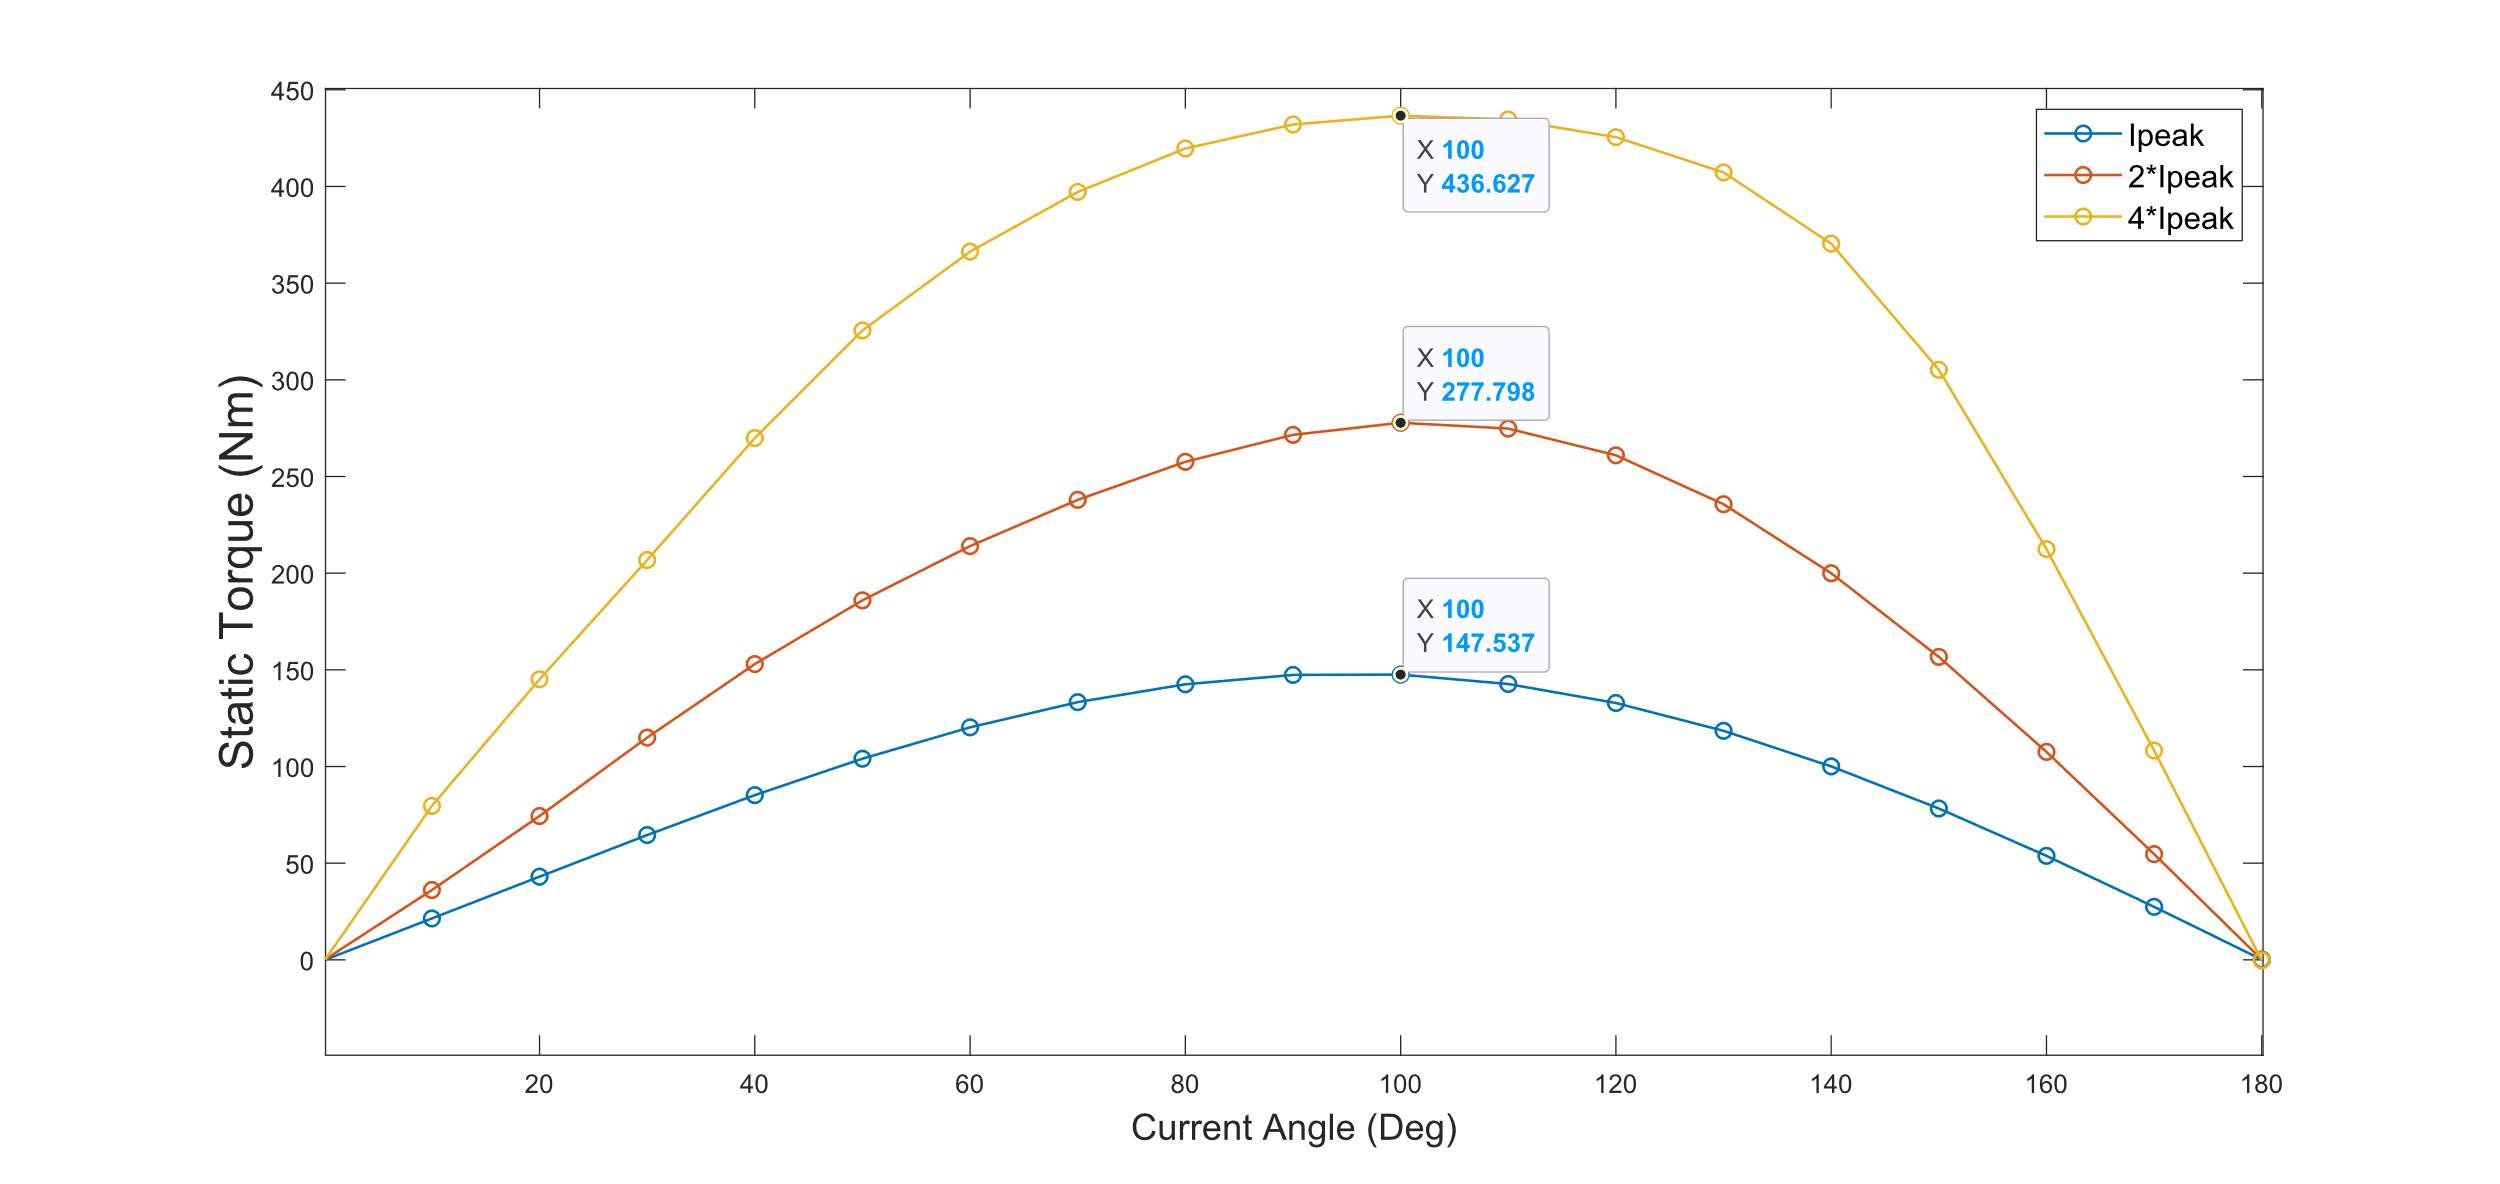 Static Torque (Nm)
450
400
350
300
250
200
150
100
50
0
X 100
Y 436.627
X 100
Y 277.798
X 100
Y 147.537
Ipeak
2*Ipeak
4*Ipeak
20 40 60 80 100 120 140 160 180
Current Angle (Deg)